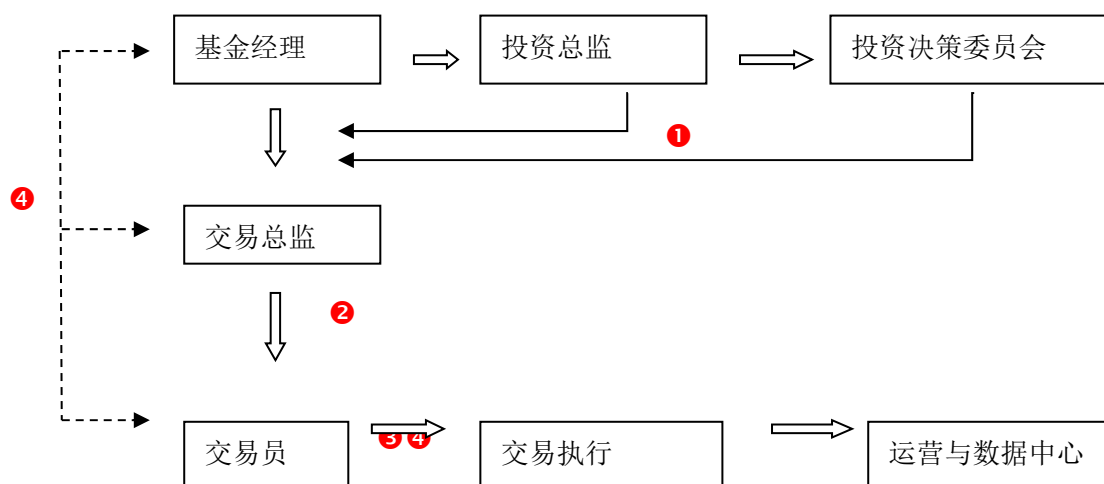 基金经理
投资总监
投资决策委员会
❶
❹
交易总监
❷
交易员
❸❹
交易执行
运营与数据中心